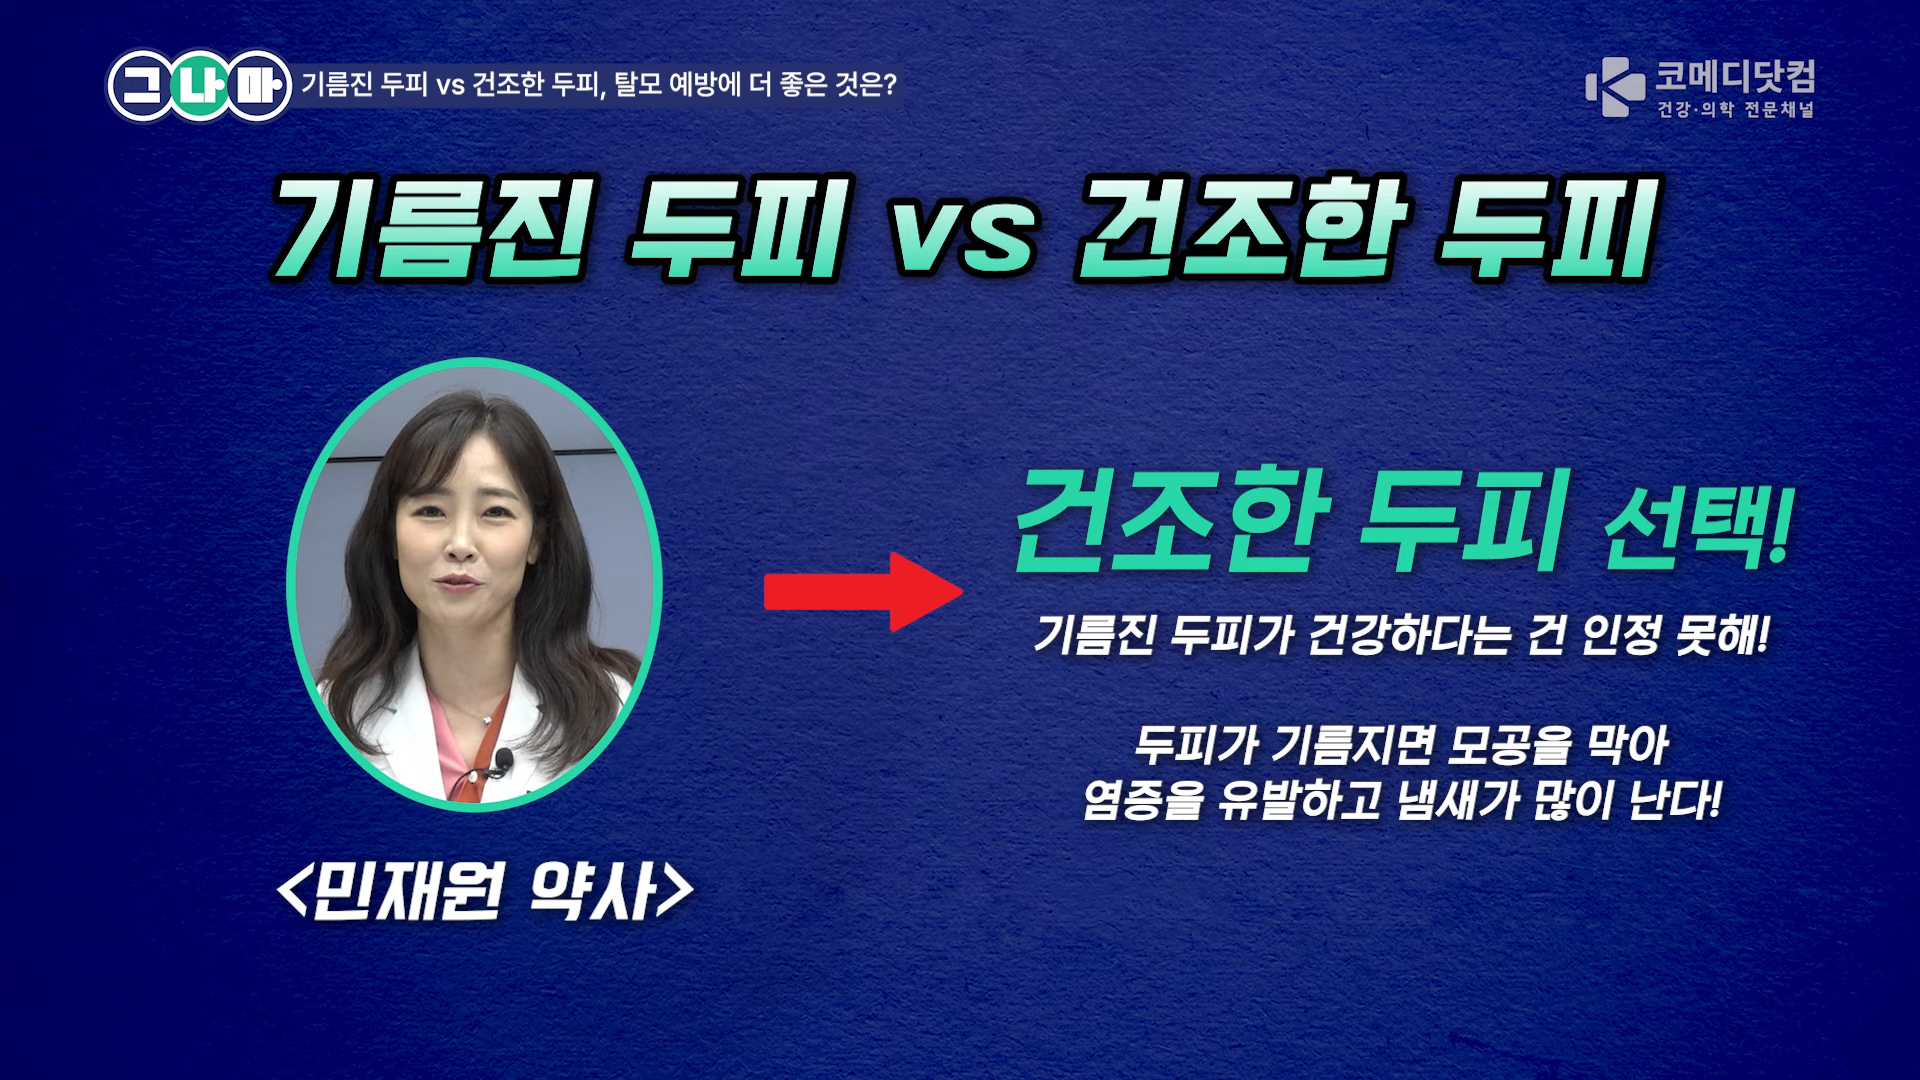 그나마
기름진 두피 vs 건조한 두피, 탈모 예방에 더 좋은 것은?
코메디닷컴
건강·의학 전문채널
기름진 두피 vs 건조한 두피
건조한 두피 선택!
기름진 두피가 건강하다는 건 인정 못해!
두피가 기름지면 모공을 막아
염증을 유발하고 냄새가 많이 난다!
<민재원 약사>